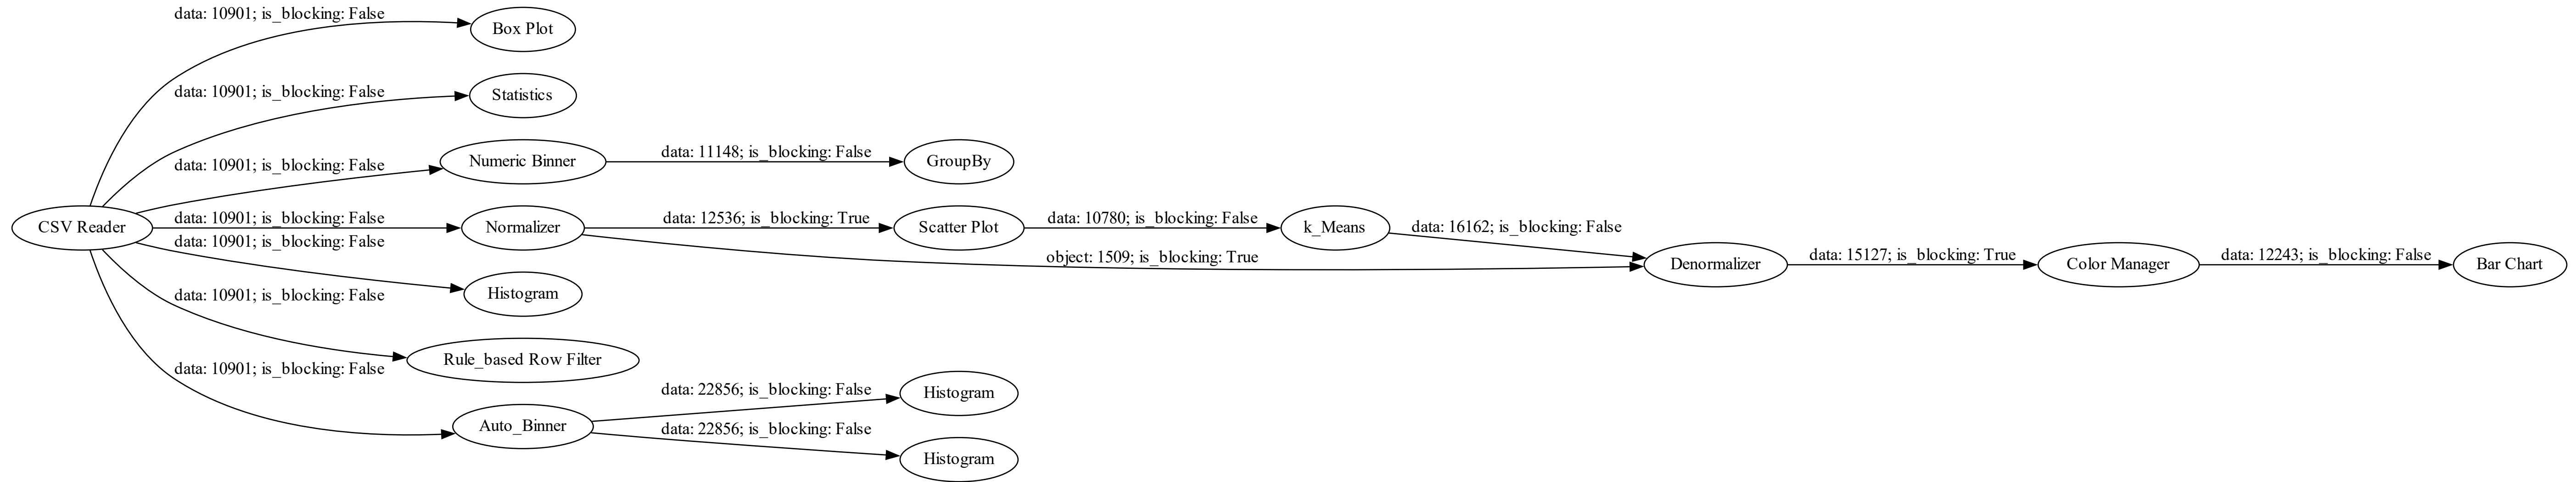 data: 10901; is_blocking: False
Box Plot
data: 10901; is_blocking: False
Statistics
data: 10901; is_blocking: False
Numeric Binner
data: 11148; is_blocking: False
GroupBy
CSV Reader
data: 10901; is_blocking: False
Normalizer
data: 12536; is_blocking: True
Scatter Plot
data: 10780; is_blocking: False
k_Means
data: 16162; is_blocking: False
object: 1509; is_blocking: True
Denormalizer
data: 15127; is_blocking: True
Color Manager
data: 12243; is_blocking: False
Bar Chart
data: 10901; is_blocking: False
Histogram
data: 10901; is_blocking: False
Rule_based Row Filter
data: 10901; is_blocking: False
Auto_Binner
data: 22856; is_blocking: False
Histogram
data: 22856; is_blocking: False
Histogram